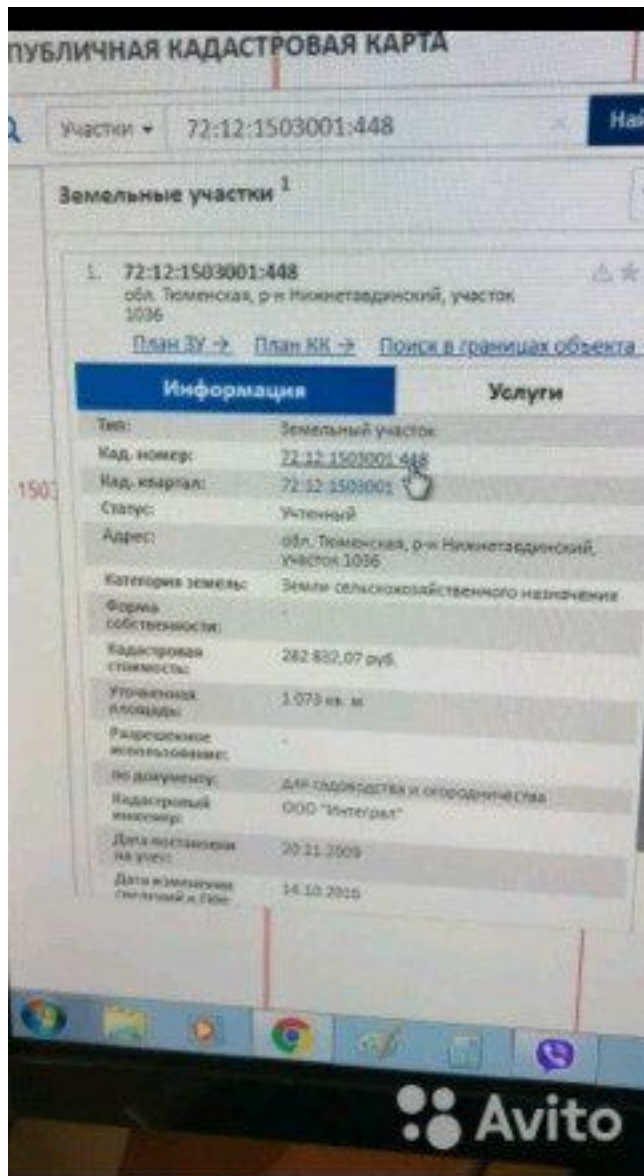 ПУБЛИЧНАЯ КАДАСТРОВАЯ КАРТА
Участки 72:12:1503001:448 Най
Земельные участки 1
1. 72:12:1503001:448
обл. Тюменская, р-н Нижнетавдинский, участок
1036
План ЗУ → План КК → Поиск в границах объекта
Информация Услуги
Тип: Земельный участок
Кад. номер: 72:12:1503001:448
Кад. квартал: 72:12:1503001
1503
Статус: Учтенный
Адрес: обл. Тюменская, р-н Нижнетавдинский,
участок 1036
Категория земель: Земли сельскохозяйственного назначения
Форма
собственности: -
Кадастровая
стоимость: 282 832,07 руб.
Уточненная
площадь: 1 073 кв. м
Разрешенное
использование: -
по документу: для садоводства и огородничества
Кадастровый
инженер: ООО "Интеграл"
Дата постановки
на учет: 20.11.2009
Дата изменения
сведений в ГКН: 14.10.2016
Avito